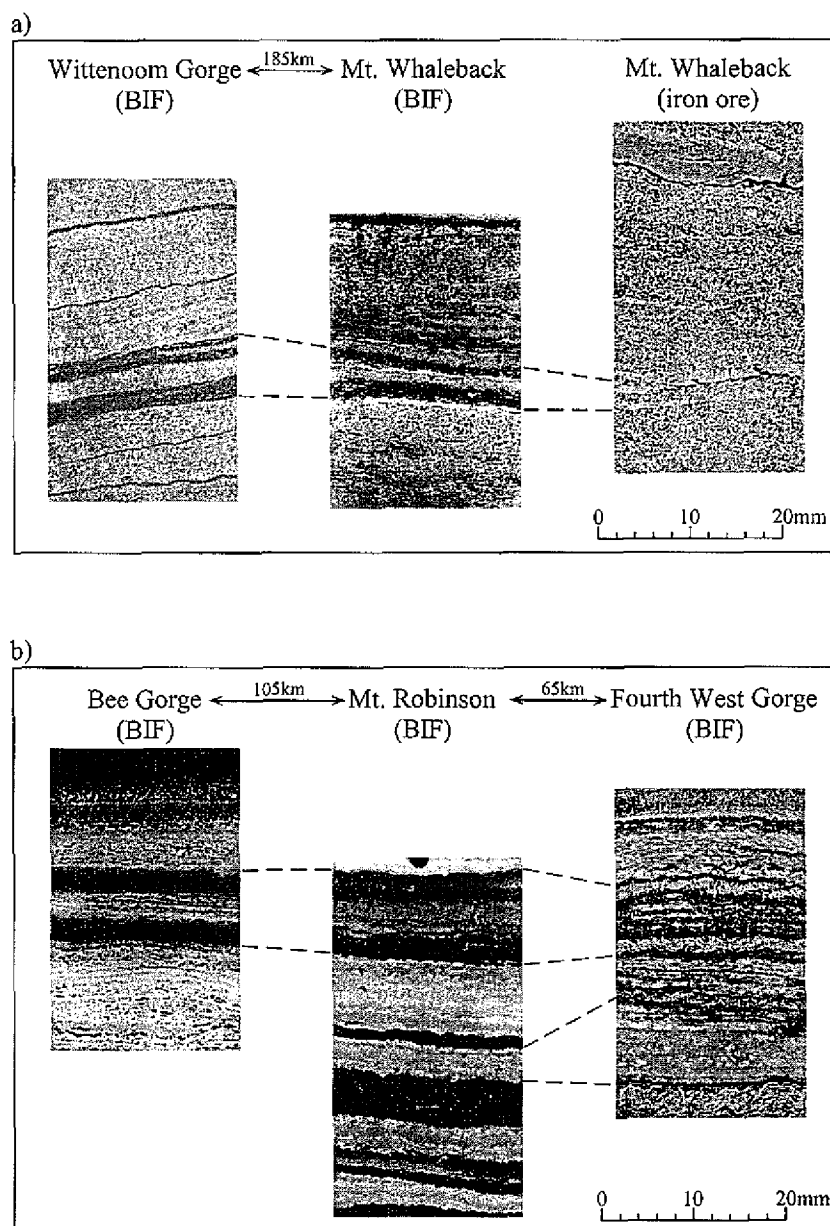 a)
Wittenoom Gorge 185km Mt. Whaleback Mt. Whaleback
(BIF) (BIF) (iron ore)
0 10 20mm
b)
Bee Gorge 105km Mt. Robinson 65km Fourth West Gorge
(BIF) (BIF) (BIF)
0 10 20mm